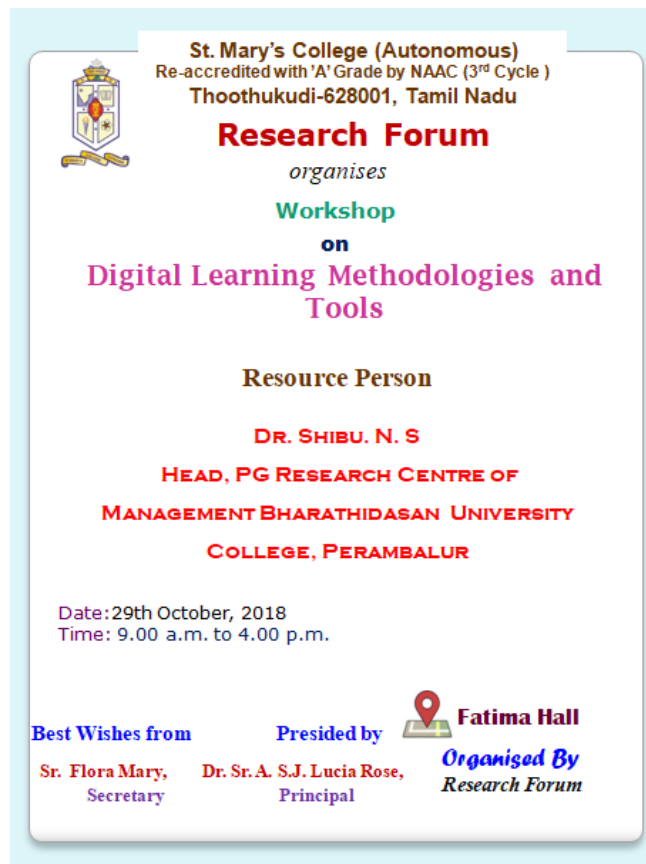 St. Mary's College (Autonomous)
Re-accredited with 'A' Grade by NAAC (3rd Cycle )
Thoothukudi-628001, Tamil Nadu
Research Forum
organises
Workshop
on
Digital Learning Methodologies and
Tools
Resource Person
DR. SHIBU. N. S
HEAD, PG RESEARCH CENTRE OF
MANAGEMENT BHARATHIDASAN UNIVERSITY
COLLEGE, PERAMBALUR
Date:29th October, 2018
Time: 9.00 a.m. to 4.00 p.m.
Fatima Hall
Best Wishes from
Presided by
Organised By
Sr. Flora Mary,
Dr. Sr. A. S.J. Lucia Rose,
Research Forum
Secretary
Principal